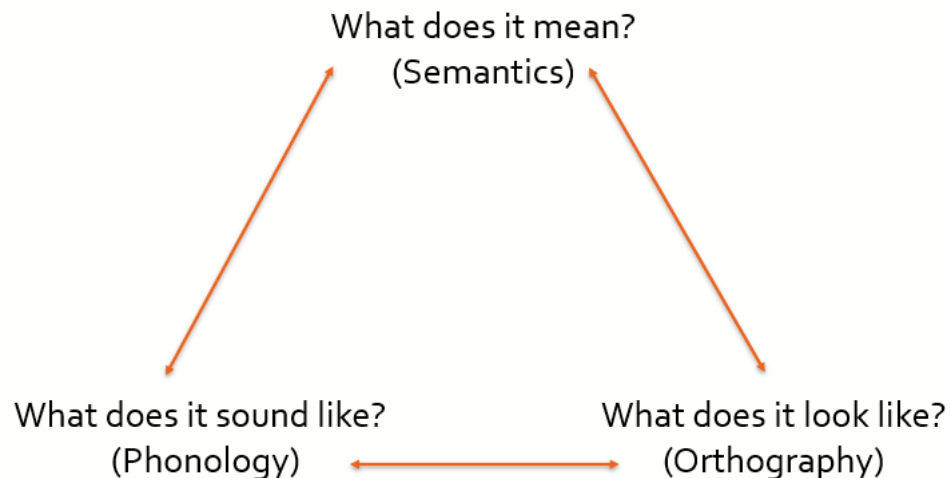 What does it mean?
(Semantics)
What does it sound like?
(Phonology)
What does it look like?
(Orthography)